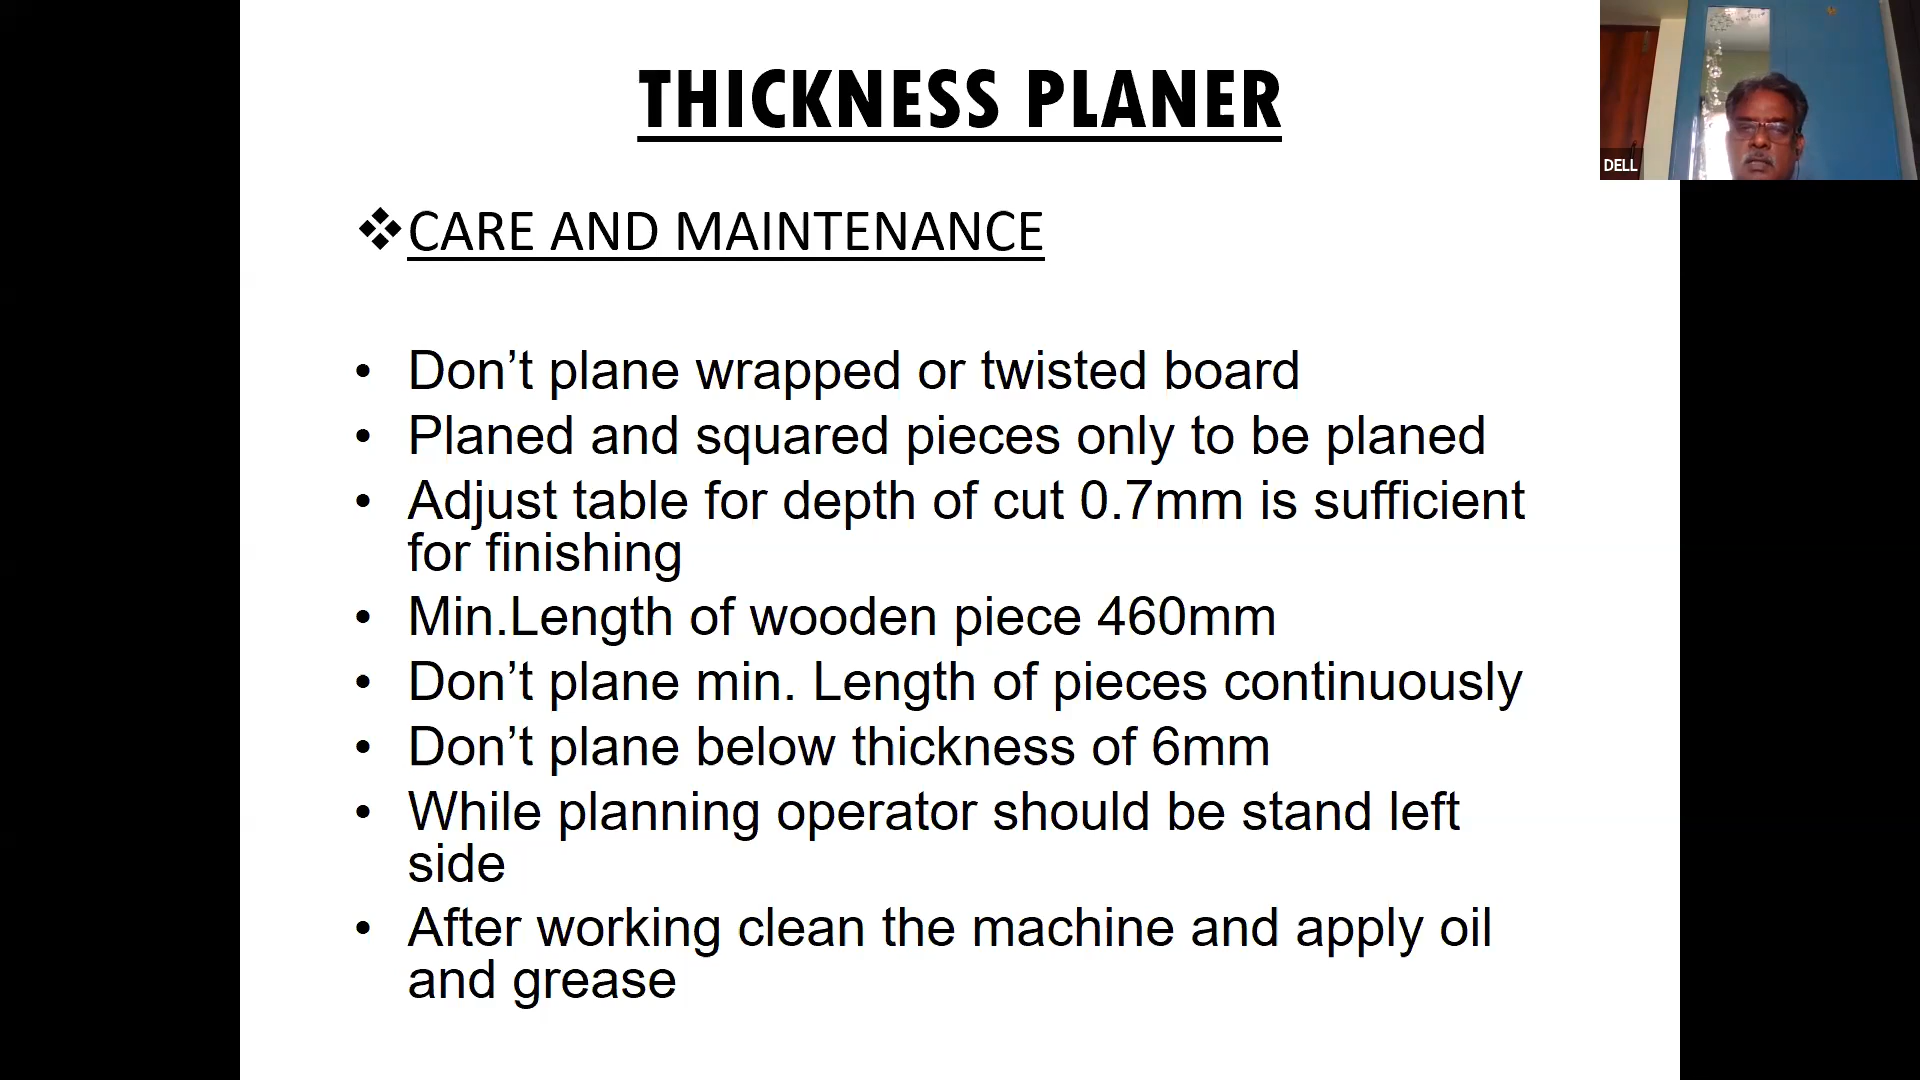 THICKNESS PLANER
DELL
❖CARE AND MAINTENANCE
• Don’t plane wrapped or twisted board
• Planed and squared pieces only to be planed
• Adjust table for depth of cut 0.7mm is sufficient
for finishing
• Min.Length of wooden piece 460mm
• Don’t plane min. Length of pieces continuously
• Don’t plane below thickness of 6mm
• While planning operator should be stand left
side
• After working clean the machine and apply oil
and grease